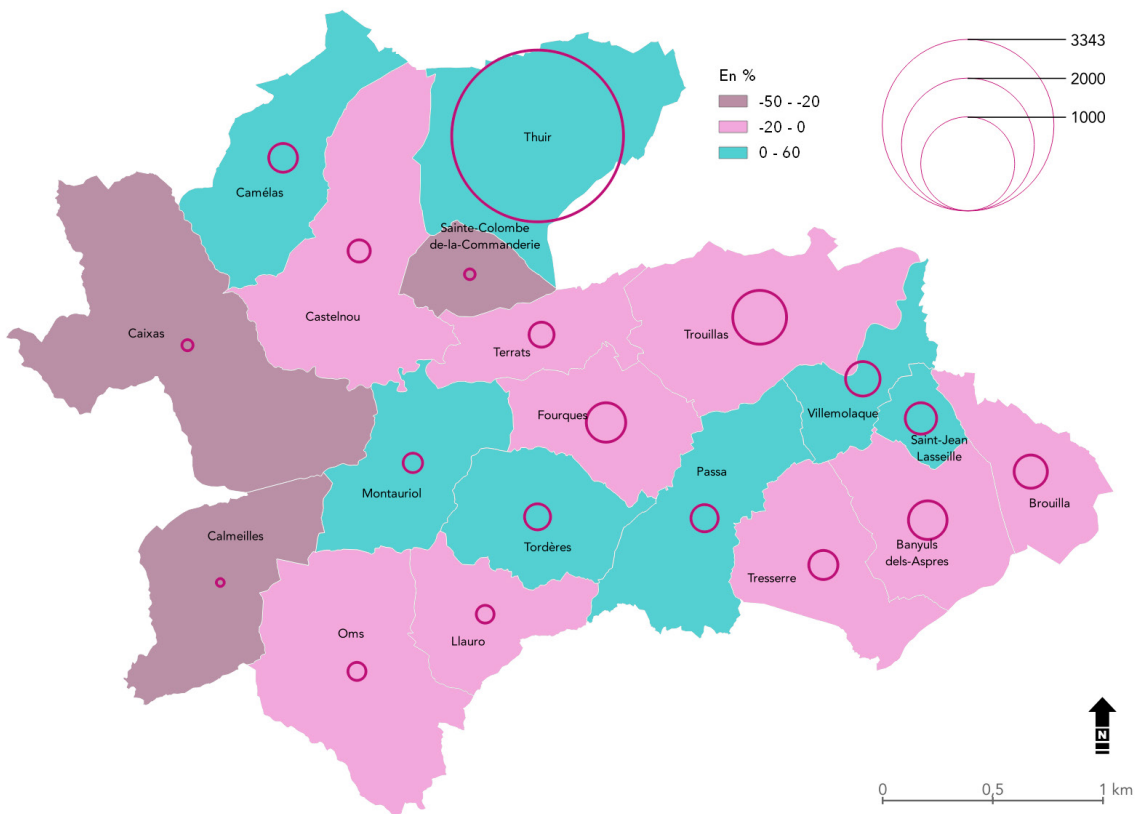 3343
2000
1000
En %
-50 - -20
-20 - 0
0 - 60
Thuir
Camélas
Sainte-Colombe
de-la-Commanderie
Castelnou
Caixas
Terrats
Trouillas
Fourques
Villemolaque
Saint-Jean
Lasseille
Passa
Montauriol
Brouilla
Calmeilles
Tordères
Banyuls
dels-Aspres
Tresserre
Oms
Llauro
N
0
0,5
1 km